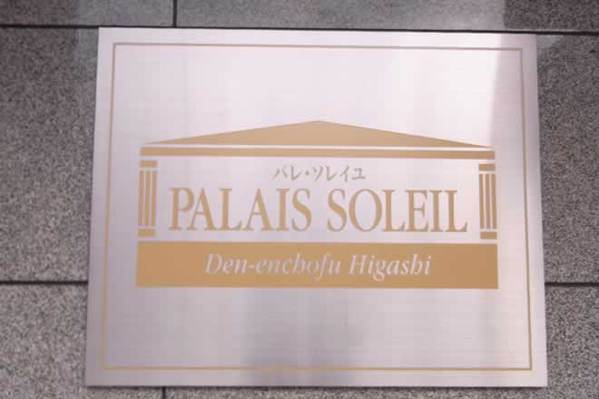 パレ・ソレイユ
PALAIS SOLEIL
Den-enchofu Higashi